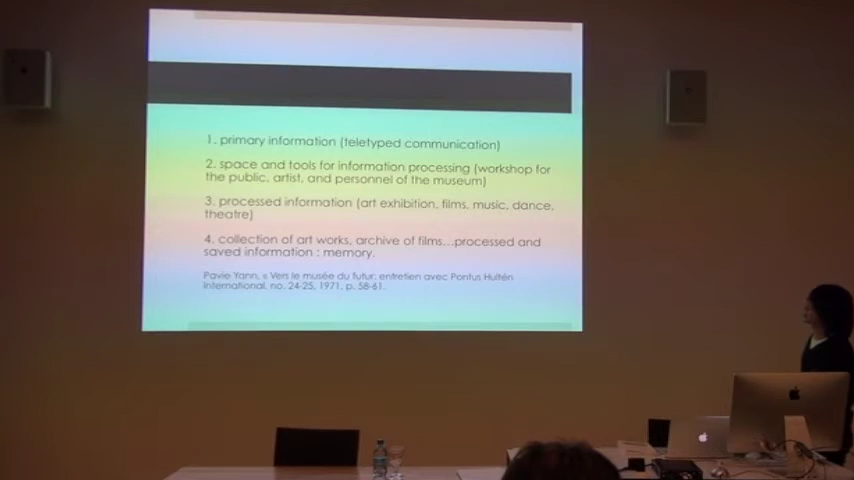 1. primary information (teletyped communication)
2. space and tools for information processing (workshop for
the public, artist, and personnel of the museum)
3. processed information (art exhibition, films, music, dance,
theatre)
4. collection of art works, archive of films...processed and
saved information : memory.
Pavie Yann, « Vers le musée du futur: entretien avec Pontus Hultén
International, no. 24-25, 1971, p. 58-61.